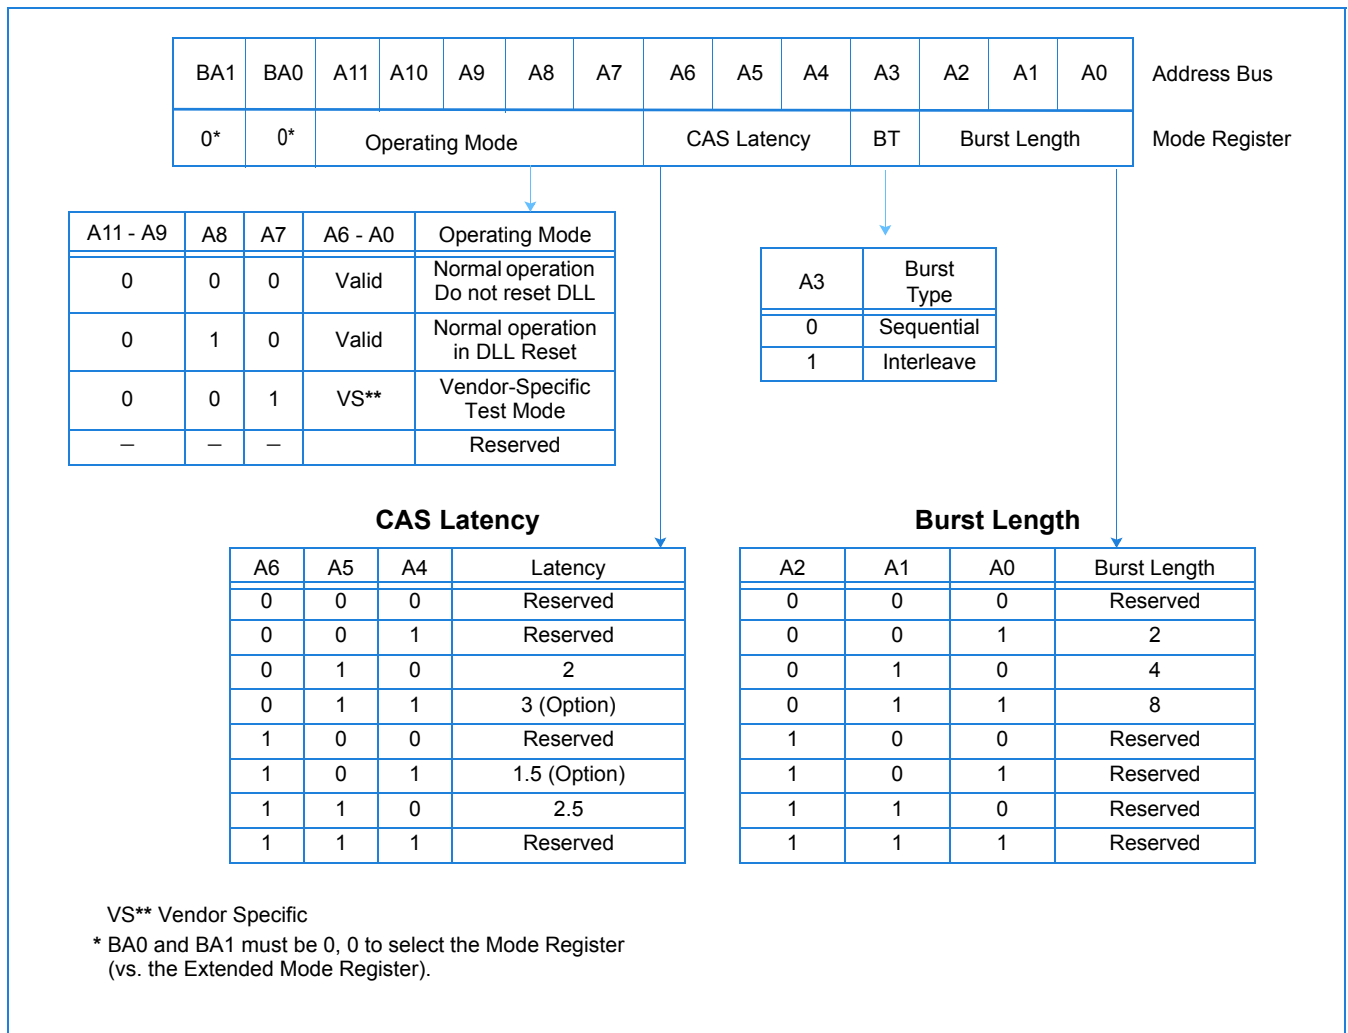 BA1 BA0 A11 A10 A9 A8 A7 A6 A5 A4 A3 A2 A1 A0 Address Bus
0* 0* Operating Mode CAS Latency BT Burst Length Mode Register
A11 - A9 A8 A7 A6 - A0 Operating Mode
0 0 0 Valid Normal operation
Do not reset DLL
0 1 0 Valid Normal operation
in DLL Reset
0 0 1 VS** Vendor-Specific
Test Mode
– – – Reserved
A3 Burst
Type
0 Sequential
1 Interleave
CAS Latency
A6 A5 A4 Latency
0 0 0 Reserved
0 0 1 Reserved
0 1 0 2
0 1 1 3 (Option)
1 0 0 Reserved
1 0 1 1.5 (Option)
1 1 0 2.5
1 1 1 Reserved
Burst Length
A2 A1 A0 Burst Length
0 0 0 Reserved
0 0 1 2
0 1 0 4
0 1 1 8
1 0 0 Reserved
1 0 1 Reserved
1 1 0 Reserved
1 1 1 Reserved
VS** Vendor Specific
* BA0 and BA1 must be 0, 0 to select the Mode Register
(vs. the Extended Mode Register).